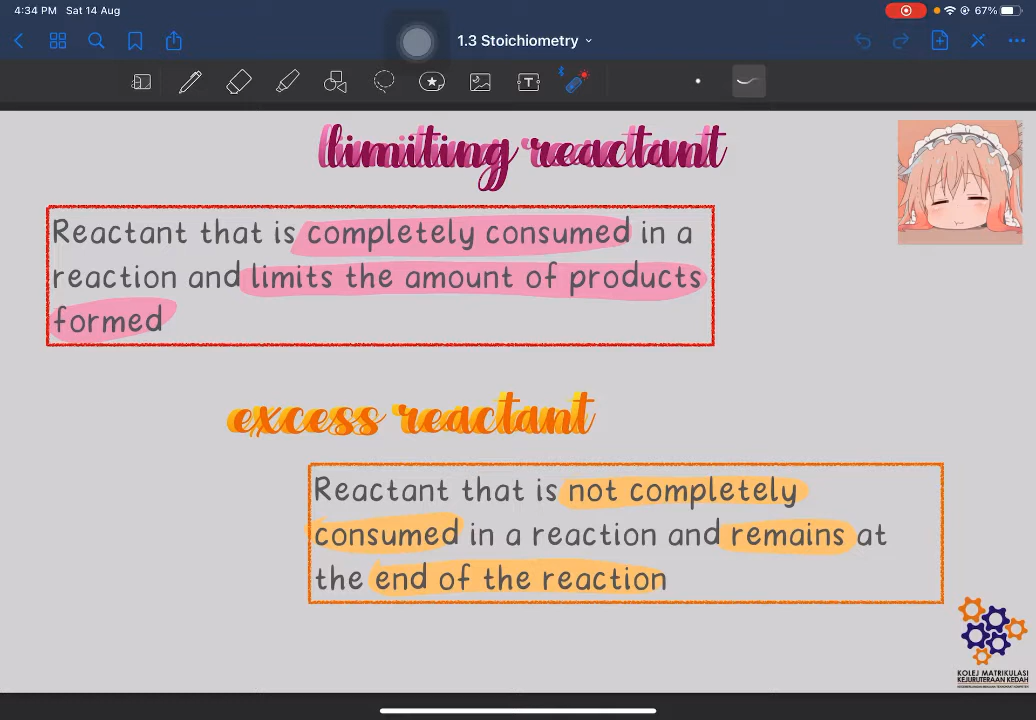 4:34 PM Sat 14 Aug
67%
1.3 Stoichiometry
T
limiting reactant
Reactant that is completely consumed in a
reaction and limits the amount of products
formed
excess reactant
Reactant that is not completely
consumed in a reaction and remains at
the end of the reaction
KOLEJ MATRIKULASI
KEJURUTERAAN KEDAH